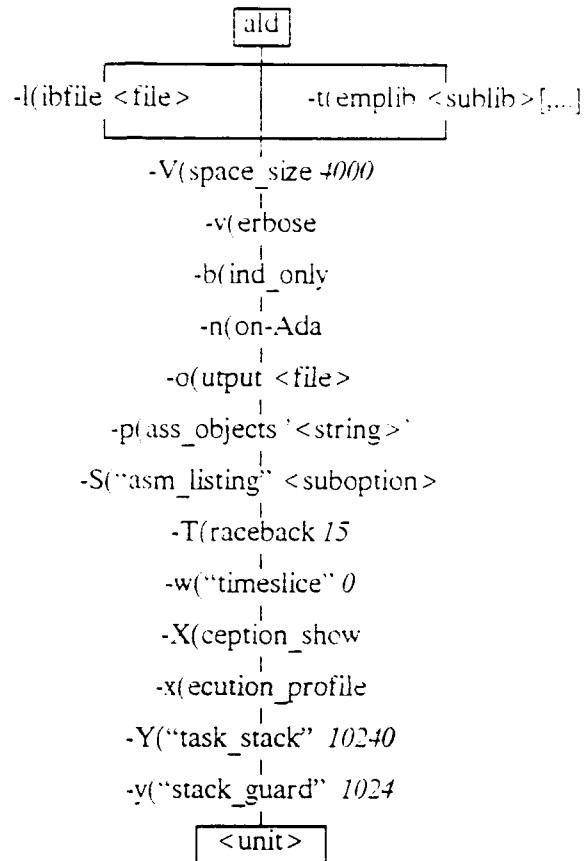 ald
-l(ibfile <file> -t(emplib <sublib>[,...]
-V(space_size 4000
-v(erbose
-b(ind_only
-n(on-Ada
-o(utput <file>
-p(ass_objects '<string>'
-S("asm_listing" <suboption>
-T(raceback 15
-w("timeslice" 0
-X(ception_show
-x(ecution_profile
-Y("task_stack" 10240
-y("stack_guard" 1024
<unit>